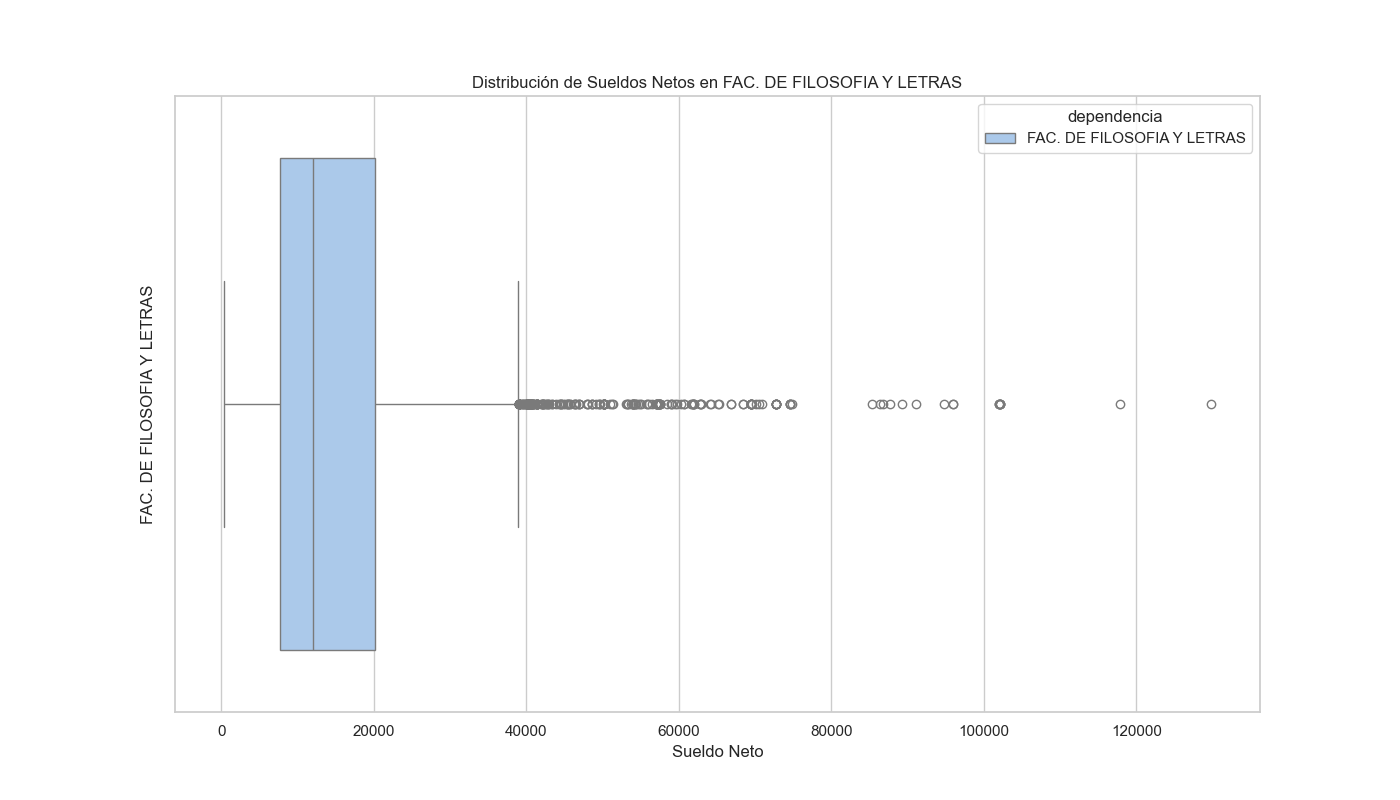 Distribución de Sueldos Netos en FAC. DE FILOSOFIA Y LETRAS
dependencia
FAC. DE FILOSOFIA Y LETRAS
FAC. DE FILOSOFIA Y LETRAS
0
20000
40000
60000
80000
100000
120000
Sueldo Neto